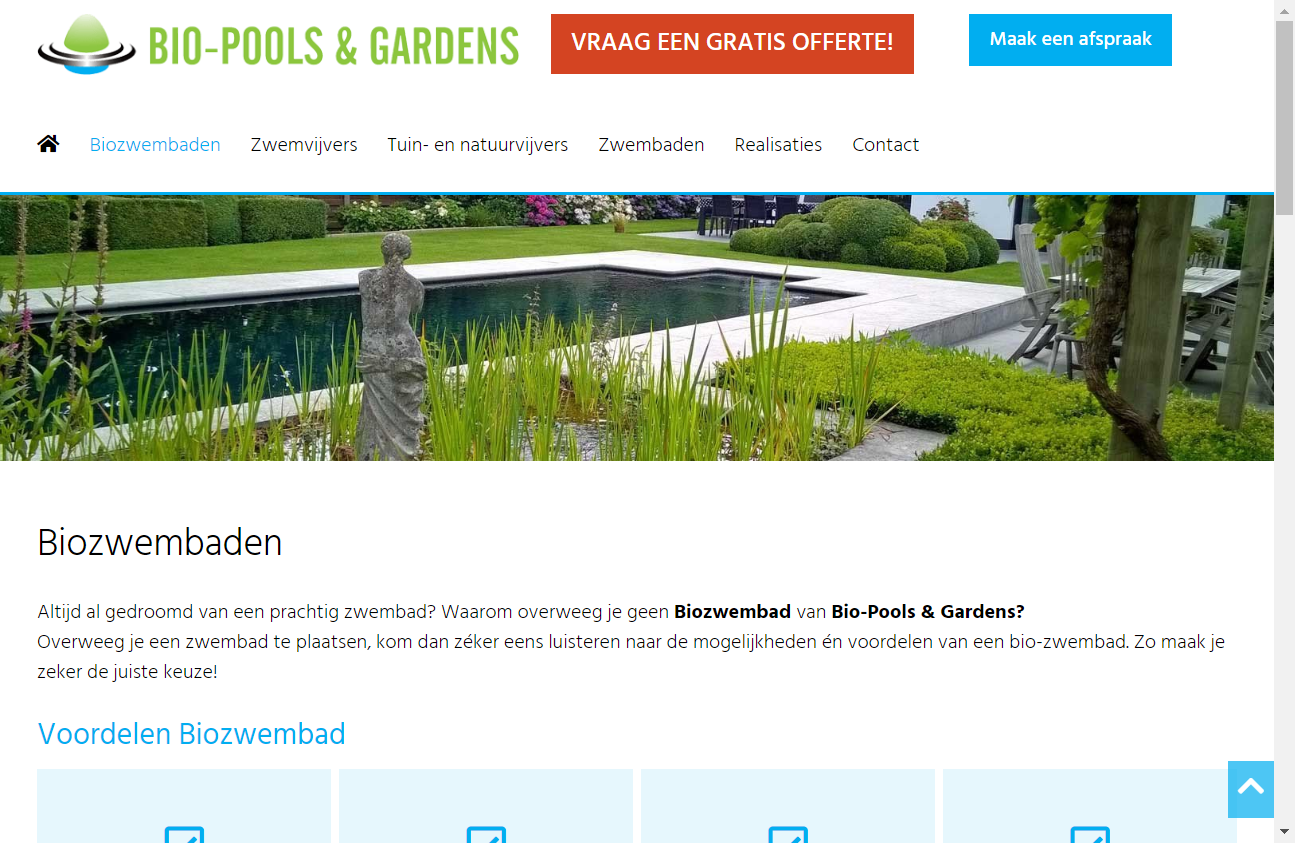 BIO-POOLS & GARDENS
VRAAG EEN GRATIS OFFERTE!
Maak een afspraak
Biozwembaden Zwemvijvers Tuin- en natuurvijvers Zwembaden Realisaties Contact
Biozwembaden
Altijd al gedroomd van een prachtig zwembad? Waarom overweeg je geen Biozwembad van Bio-Pools & Gardens?
Overweeg je een zwembad te plaatsen, kom dan zéker eens luisteren naar de mogelijkheden én voordelen van een bio-zwembad. Zo maak je
zeker de juiste keuze!
Voordelen Biozwembad